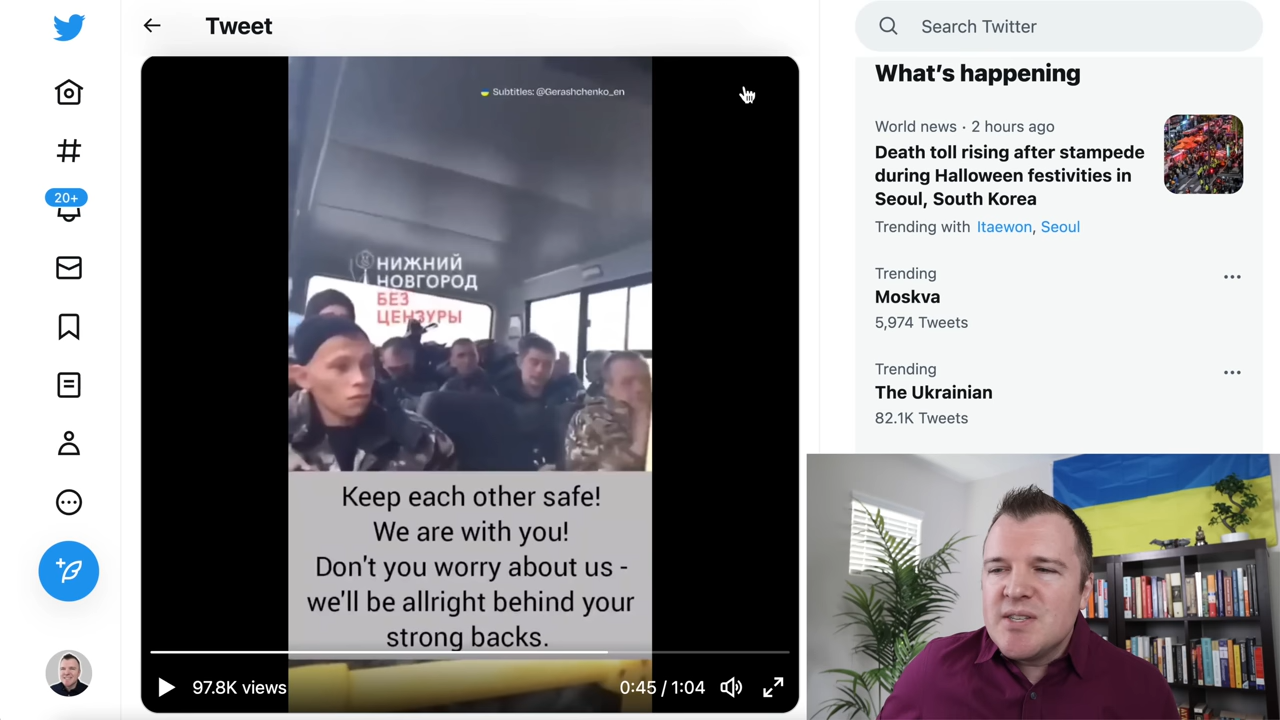 Tweet
Subtitles: @Gerashchenko_en
НИЖНИЙ
НОВГОРОД
БЕЗ
ЦЕНЗУРЫ
Keep each other safe!
We are with you!
Don't you worry about us -
we'll be allright behind your
strong backs.
97.8K views
0:45 / 1:04
20+
Search Twitter
What's happening
World news · 2 hours ago
Death toll rising after stampede
during Halloween festivities in
Seoul, South Korea
Trending with Itaewon, Seoul
Trending
Moskva
5,974 Tweets
Trending
The Ukrainian
82.1K Tweets